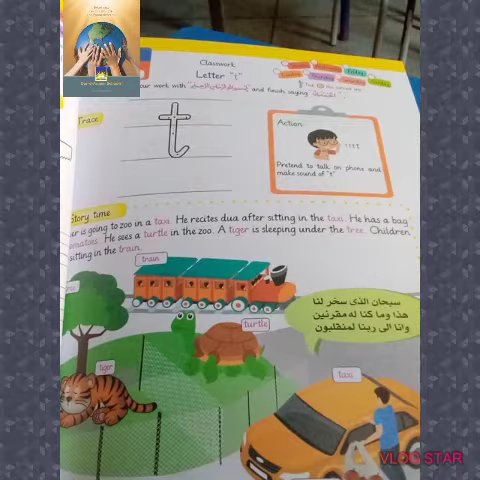 Classwork
Letter "t"
our work with
and finish saying
Trace
t
Action
Pretend to talk on phone and
make sound of "t"
Story time
er is going to zoo in a taxi. He recites dua after sitting in the taxi. He has a bag
omatoes. He sees a turtle in the zoo. A tiger is sleeping under the tree. Children
sitting in the train.
train
ree
turtle
سبحان الذى سخر لنا
هذا وما كنا له مقرنين
وانا الى ربنا لمنقلبون
tiger
taxi
VLOG STAR